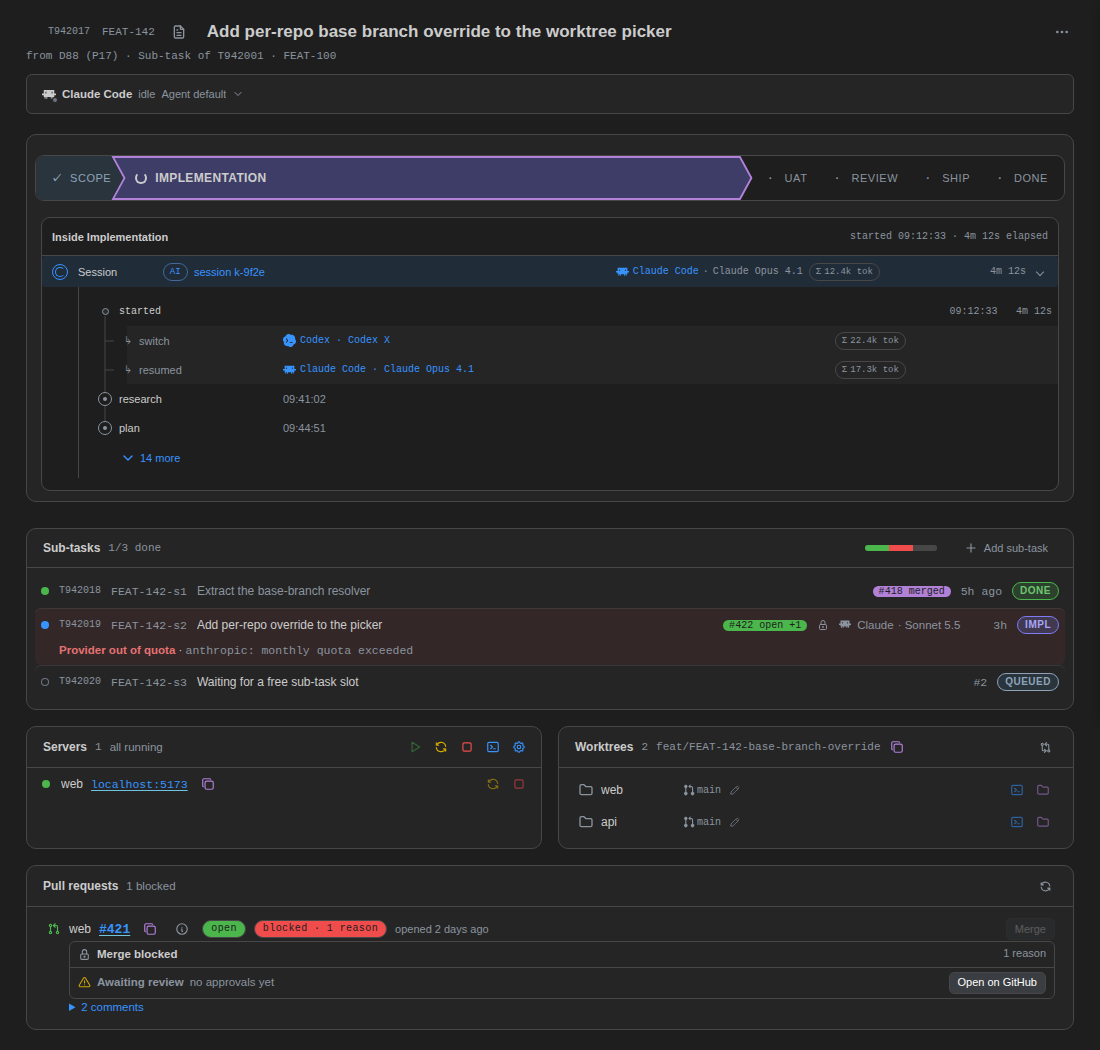 T942017 FEAT-142 Add per-repo base branch override to the worktree picker
from D88 (P17) · Sub-task of T942001 · FEAT-100
Claude Code idle Agent default
SCOPE IMPLEMENTATION · UAT · REVIEW · SHIP · DONE
Inside Implementation started 09:12:33 · 4m 12s elapsed
Session AI session k-9f2e Claude Code · Claude Opus 4.1 Σ 12.4k tok 4m 12s
started 09:12:33 4m 12s
↳ switch Codex · Codex X Σ 22.4k tok
↳ resumed Claude Code · Claude Opus 4.1 Σ 17.3k tok
research 09:41:02
plan 09:44:51
14 more
Sub-tasks 1/3 done Add sub-task
T942018 FEAT-142-s1 Extract the base-branch resolver #418 merged 5h ago DONE
T942019 FEAT-142-s2 Add per-repo override to the picker #422 open +1 Claude · Sonnet 5.5 3h IMPL
Provider out of quota · anthropic: monthly quota exceeded
T942020 FEAT-142-s3 Waiting for a free sub-task slot #2 QUEUED
Servers 1 all running
web localhost:5173
Worktrees 2 feat/FEAT-142-base-branch-override
web main
api main
Pull requests 1 blocked
web #421 open blocked · 1 reason opened 2 days ago Merge
Merge blocked 1 reason
Awaiting review no approvals yet Open on GitHub
2 comments